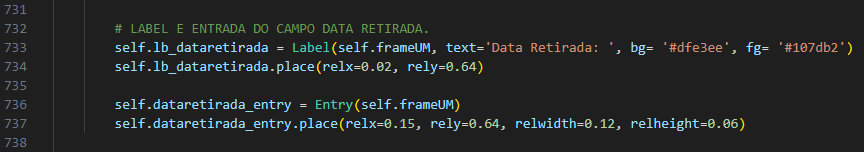 731
732 # LABEL E ENTRADA DO CAMPO DATA RETIRADA.
733 self.lb_dataretirada = Label(self.frameUM, text='Data Retirada: ', bg= '#dfe3ee', fg= '#107db2')
734 self.lb_dataretirada.place(relx=0.02, rely=0.64)
735
736 self.dataretirada_entry = Entry(self.frameUM)
737 self.dataretirada_entry.place(relx=0.15, rely=0.64, relwidth=0.12, relheight=0.06)
738